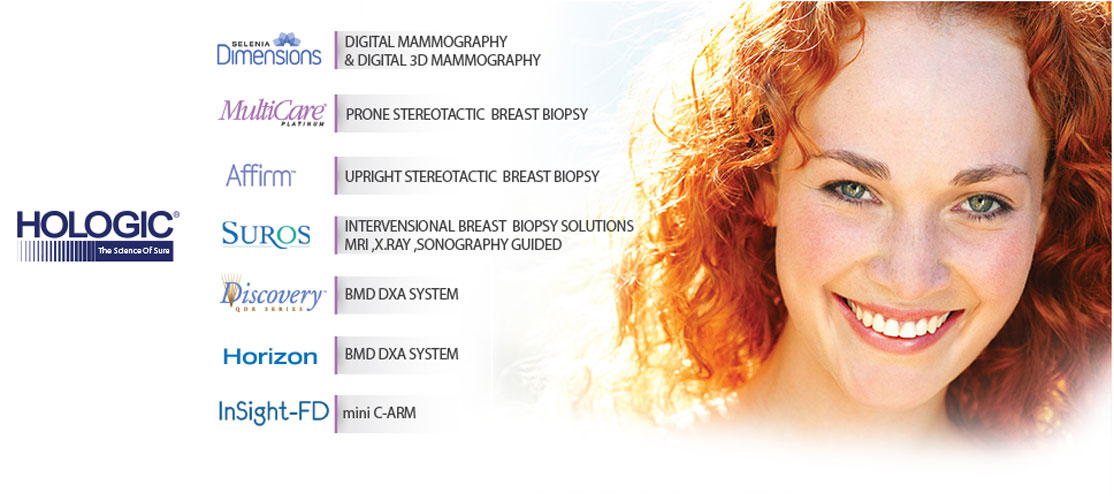 HOLOGIC®
The Science Of Sure
SELENIA
Dimensions
DIGITAL MAMMOGRAPHY
& DIGITAL 3D MAMMOGRAPHY
MultiCare®
PLATINUM
PRONE STEREOTACTIC BREAST BIOPSY
Affirm™
UPRIGHT STEREOTACTIC BREAST BIOPSY
SUROS
INTERVENSIONAL BREAST BIOPSY SOLUTIONS
MRI ,X.RAY ,SONOGRAPHY GUIDED
Discovery™
QDR SERIES
BMD DXA SYSTEM
Horizon
BMD DXA SYSTEM
InSight-FD
mini C-ARM